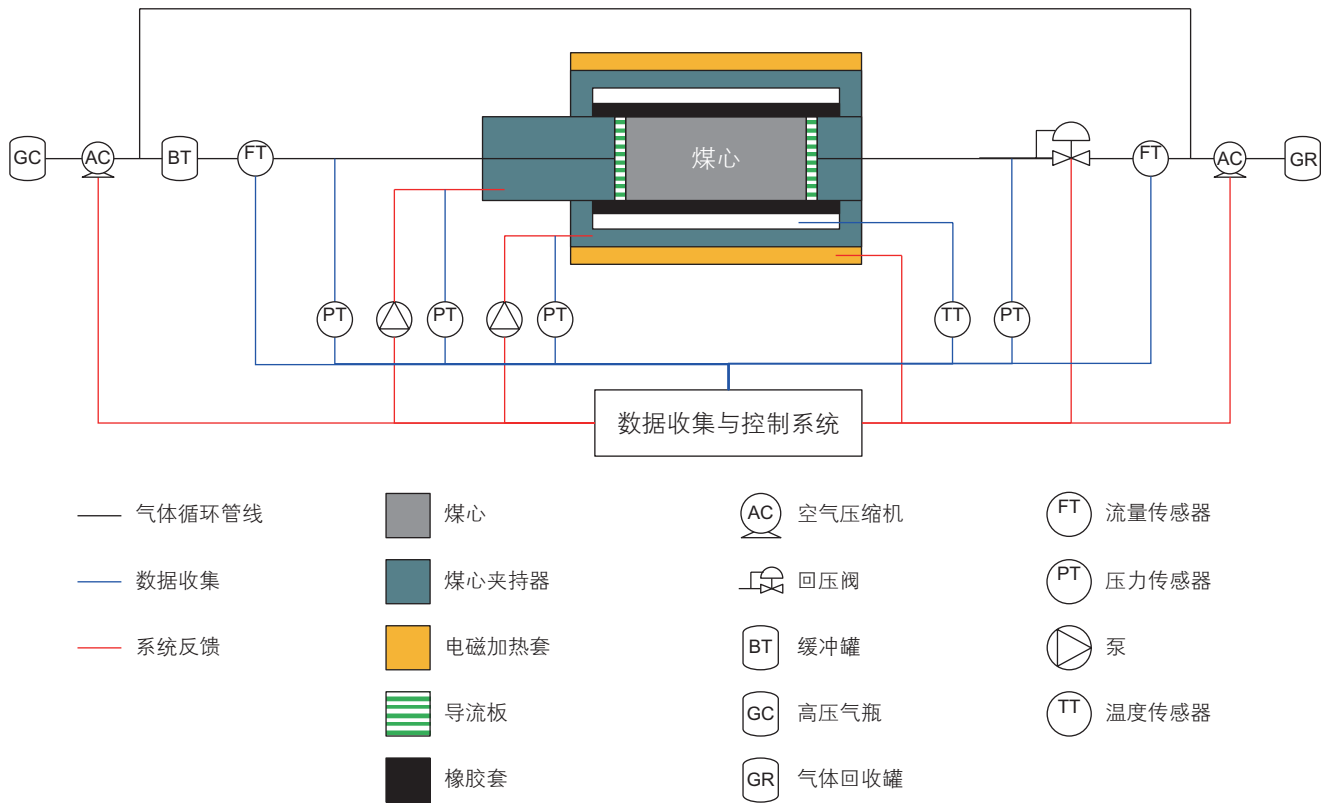 煤心
GC
AC
BT
FT
FT
AC
GR
PT
PT
PT
TT
PT
数据收集与控制系统
气体循环管线
煤心
AC
空气压缩机
FT
流量传感器
数据收集
煤心夹持器
回压阀
PT
压力传感器
系统反馈
电磁加热套
BT
缓冲罐
泵
导流板
GC
高压气瓶
TT
温度传感器
橡胶套
GR
气体回收罐